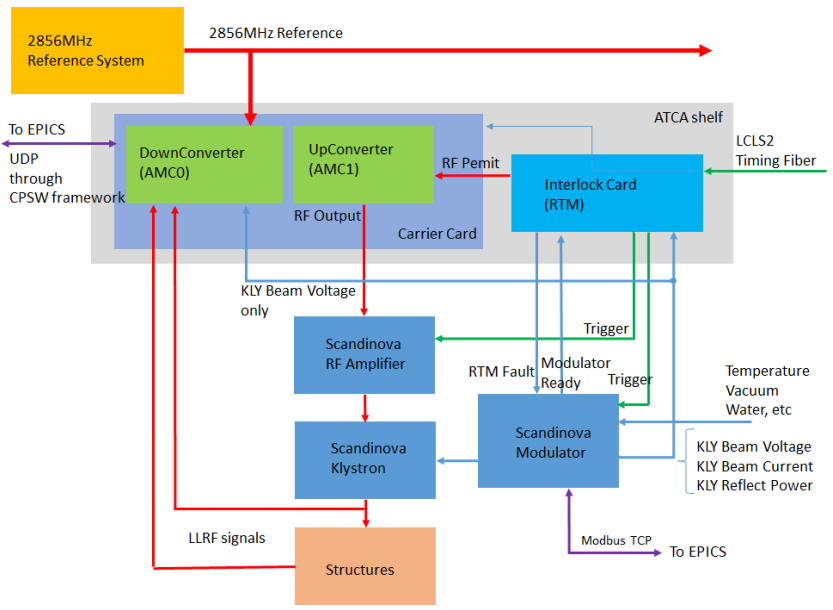 2856MHz
Reference System
2856MHz Reference
ATCA shelf
To EPICS
UDP
through
CPSW framework
DownConverter
(AMC0)
UpConverter
(AMC1)
RF Pemit
Interlock Card
(RTM)
LCLS2
Timing Fiber
RF Output
Carrier Card
KLY Beam Voltage
only
Scandinova
RF Amplifier
Trigger
RTM Fault
Modulator
Ready
Trigger
Temperature
Vacuum
Water, etc
Scandinova
Klystron
Scandinova
Modulator
KLY Beam Voltage
KLY Beam Current
KLY Reflect Power
LLRF signals
Structures
Modbus TCP
To EPICS